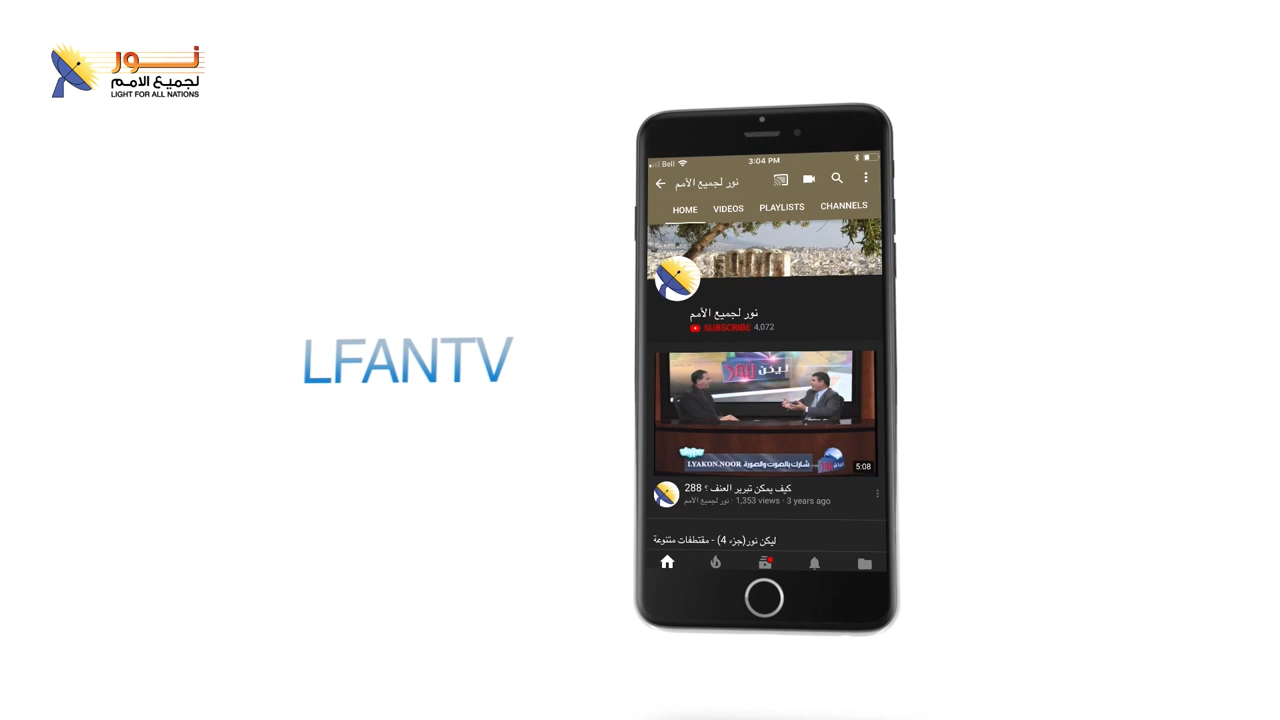 نور
لجميع الامم
LIGHT FOR ALL NATIONS
LFANTV
Bell
3:04 PM
نور لجميع الأمم
HOME VIDEOS PLAYLISTS CHANNELS
نور لجميع الأمم
SUBSCRIBE 4,072
ليكن نور
LYAKON.NOOR شارك بالصوت والصورة
5:08
كيف يمكن تبرير العنف ؟ 288
نور لجميع الأمم · 1,353 views · 3 years ago
ليكن نور(جزء 4) - مقتطفات متنوعة